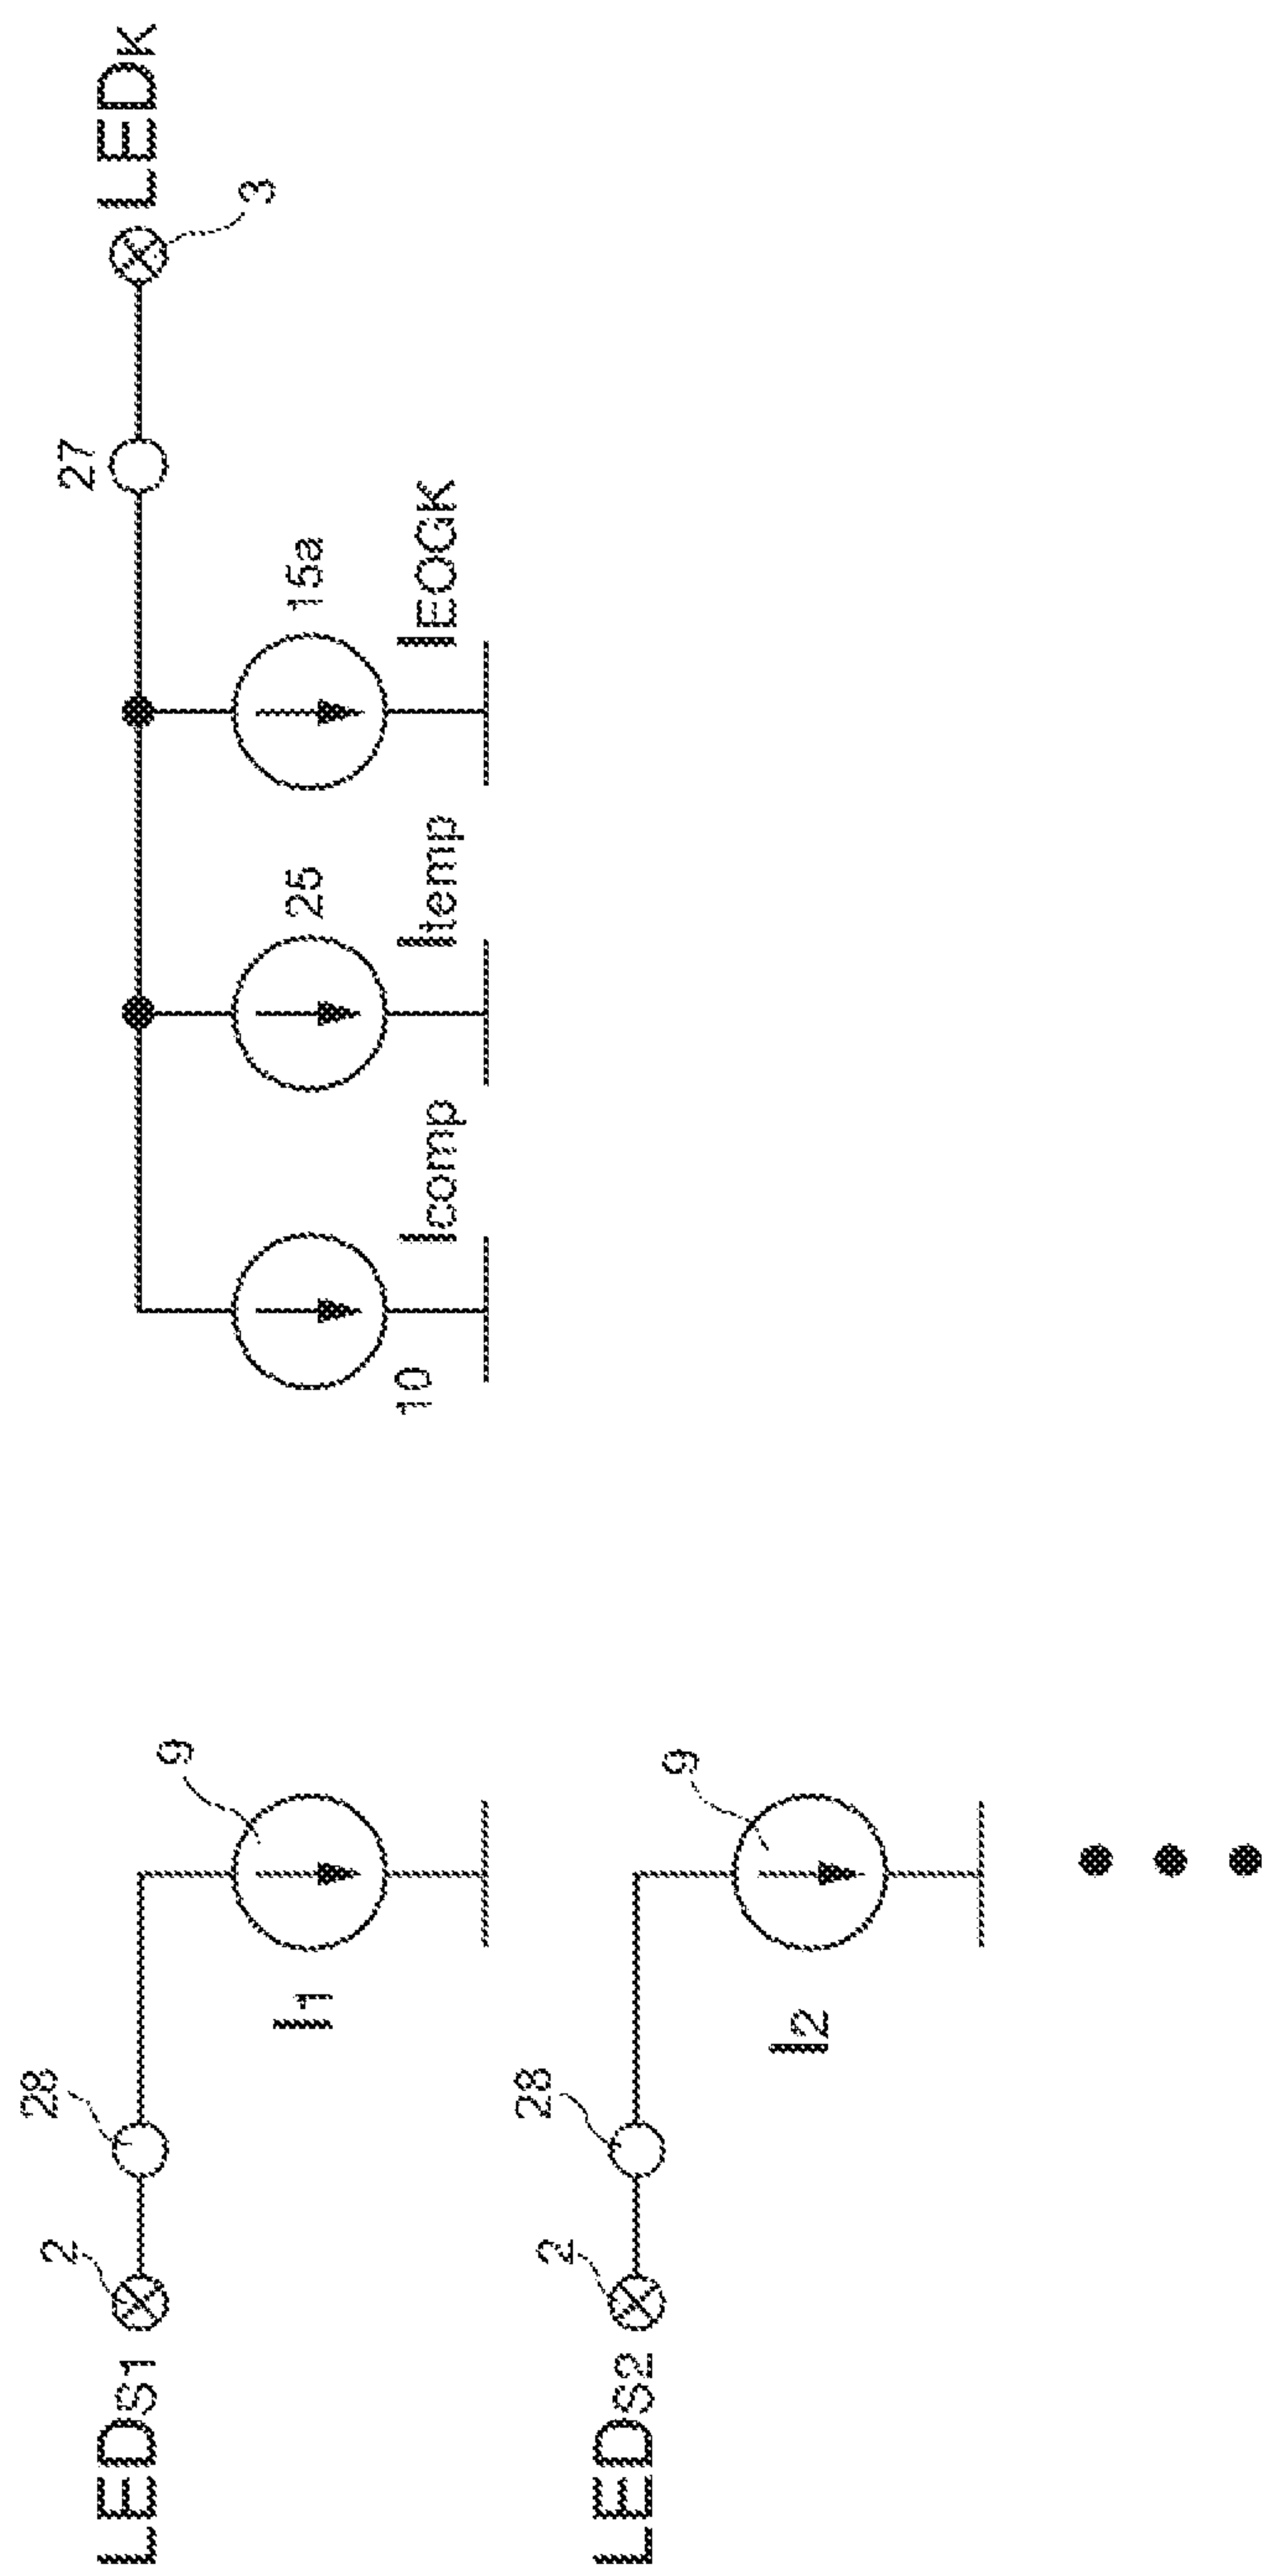 28
27
2
LEDS1
LEDK
9
3
25
15a
I1
10
Icomp
Itemp
IEOGK
28
2
LEDS2
9
I2